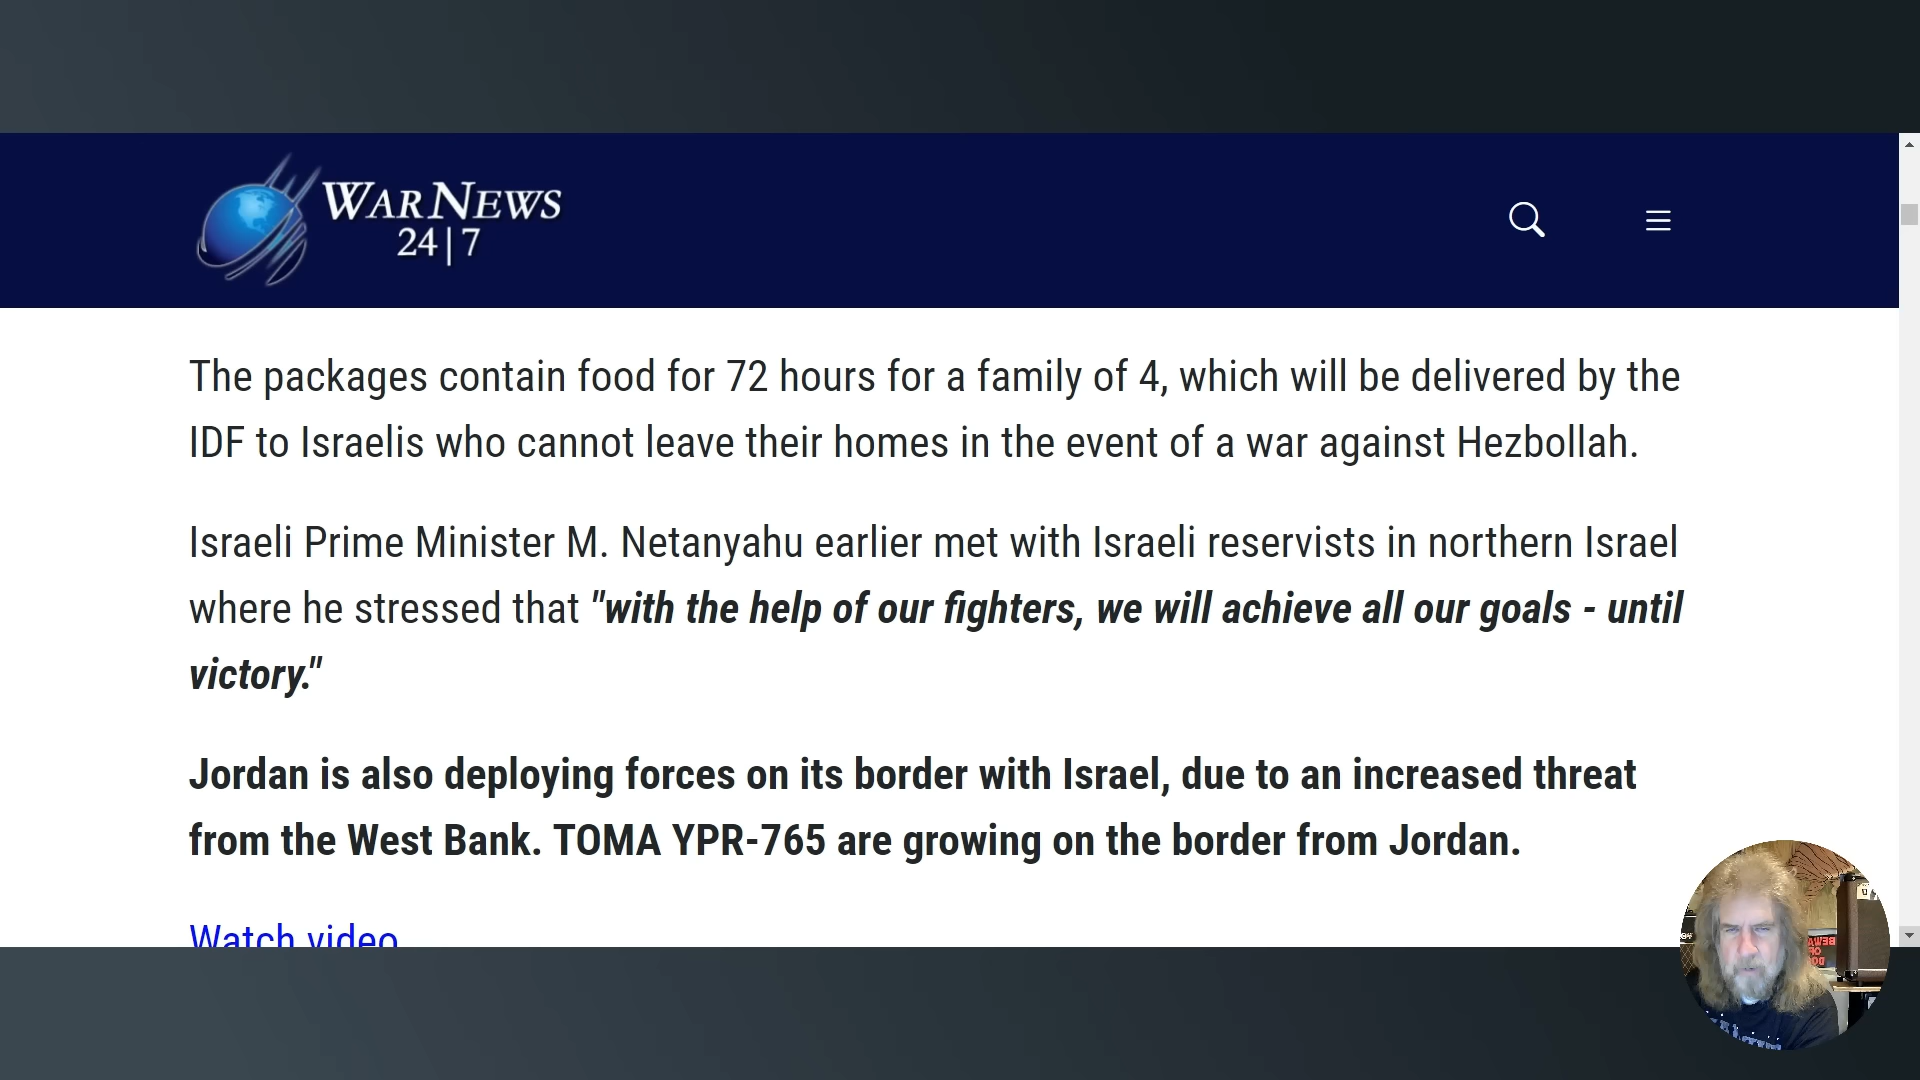 WAR NEWS
24|7
The packages contain food for 72 hours for a family of 4, which will be delivered by the
IDF to Israelis who cannot leave their homes in the event of a war against Hezbollah.
Israeli Prime Minister M. Netanyahu earlier met with Israeli reservists in northern Israel
where he stressed that "with the help of our fighters, we will achieve all our goals - until
victory."
Jordan is also deploying forces on its border with Israel, due to an increased threat
from the West Bank. TOMA YPR-765 are growing on the border from Jordan.
Watch video